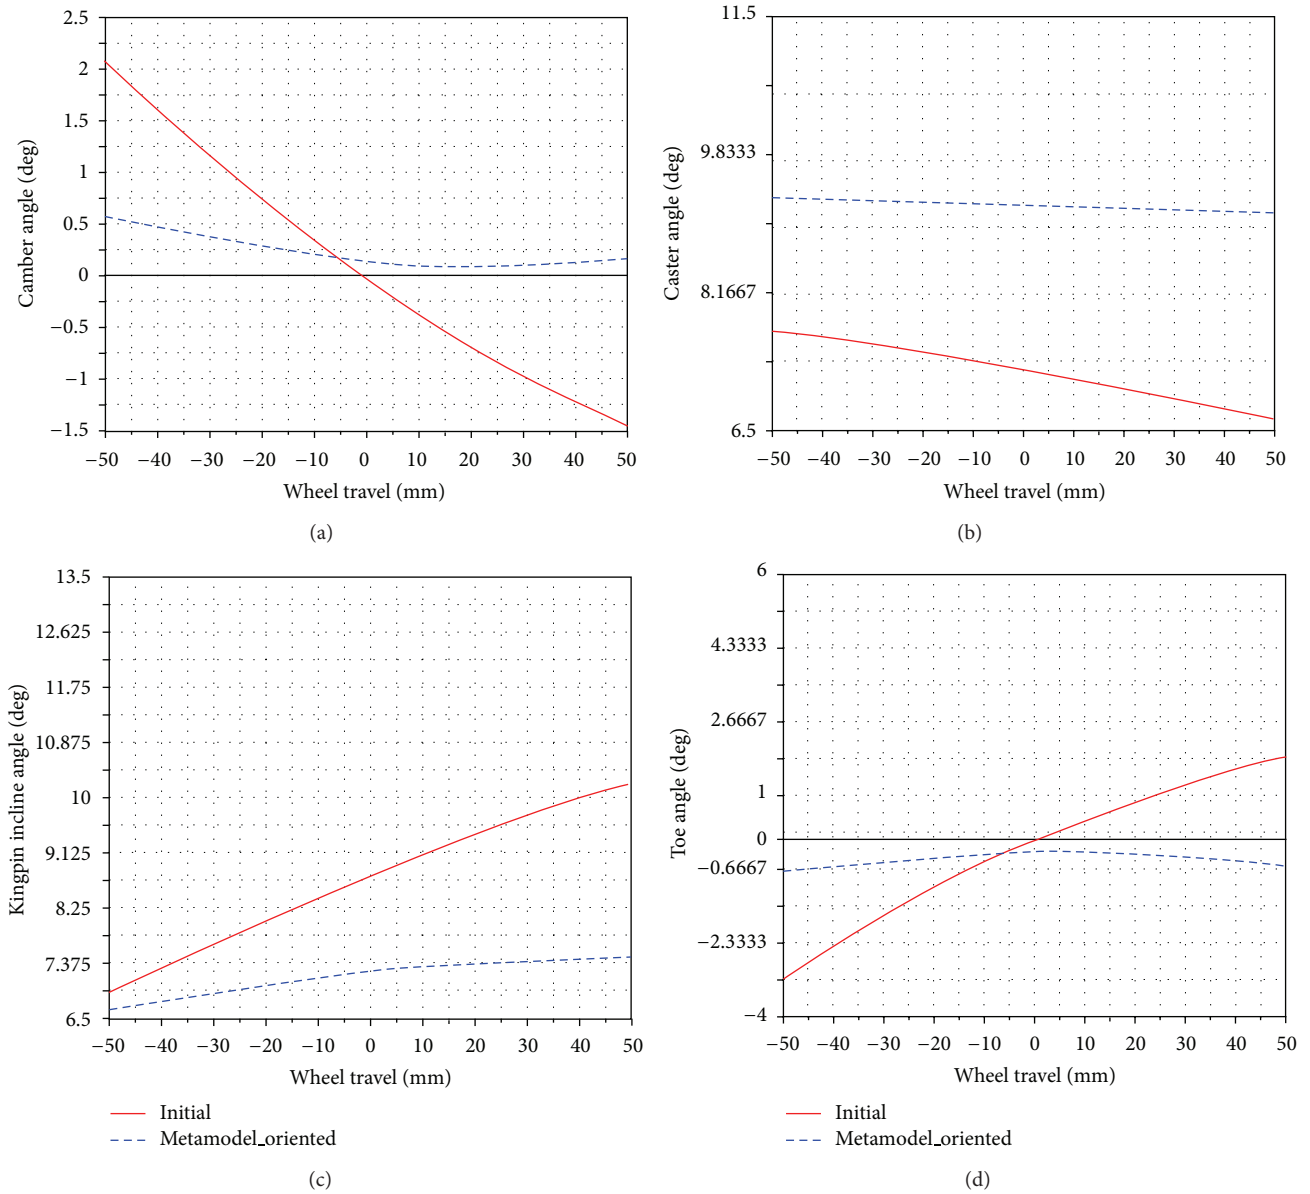 2.5
2
1.5
1
0.5
0
−0.5
−1
−1.5
Camber angle (deg)
−50 −40 −30 −20 −10 0 10 20 30 40 50
Wheel travel (mm)
(a)
11.5
9.8333
8.1667
6.5
Caster angle (deg)
−50 −40 −30 −20 −10 0 10 20 30 40 50
Wheel travel (mm)
(b)
13.5
12.625
11.75
10.875
10
9.125
8.25
7.375
6.5
Kingpin incline angle (deg)
−50 −40 −30 −20 −10 0 10 20 30 40 50
Wheel travel (mm)
Initial
Metamodel_oriented
(c)
6
4.3333
2.6667
1
0
−0.6667
−2.3333
−4
Toe angle (deg)
−50 −40 −30 −20 −10 0 10 20 30 40 50
Wheel travel (mm)
Initial
Metamodel_oriented
(d)